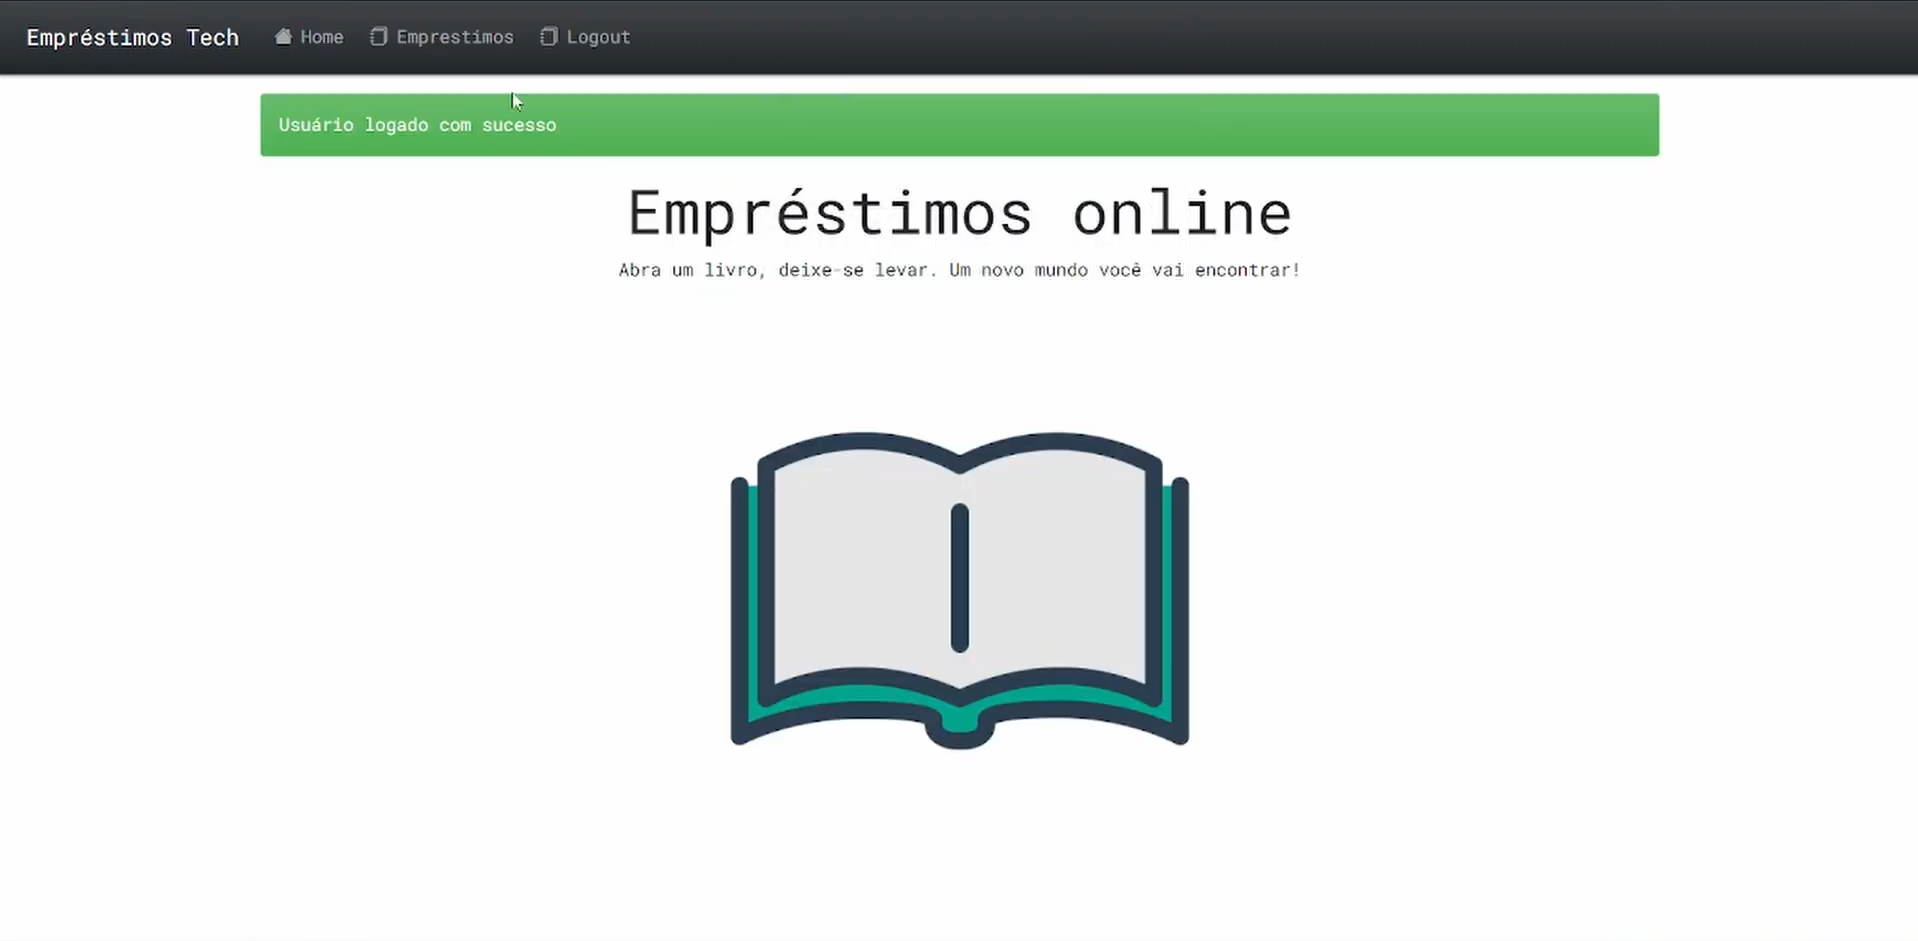 Empréstimos Tech Home Emprestimos Logout
Usuário logado com sucesso
Empréstimos online
Abra um livro, deixe-se levar. Um novo mundo você vai encontrar!